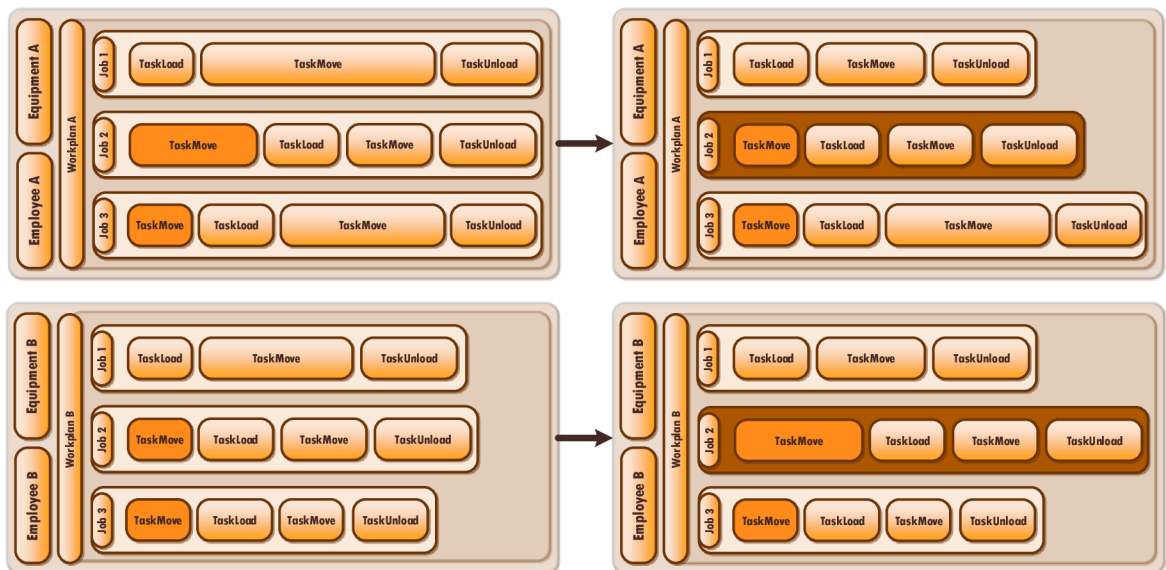 Equipment A
Employee A
Workplan A
Job 1
TaskLoad
TaskMove
TaskUnload
Job 2
TaskMove
TaskLoad
TaskMove
TaskUnload
Job 3
TaskMove
TaskLoad
TaskMove
TaskUnload
Equipment A
Employee A
Workplan A
Job 1
TaskLoad
TaskMove
TaskUnload
Job 2
TaskMove
TaskLoad
TaskMove
TaskUnload
Job 3
TaskMove
TaskLoad
TaskMove
TaskUnload
Equipment B
Employee B
Workplan B
Job 1
TaskLoad
TaskMove
TaskUnload
Job 2
TaskMove
TaskLoad
TaskMove
TaskUnload
Job 3
TaskMove
TaskLoad
TaskMove
TaskUnload
Equipment B
Employee B
Workplan B
Job 1
TaskLoad
TaskMove
TaskUnload
Job 2
TaskMove
TaskLoad
TaskMove
TaskUnload
Job 3
TaskMove
TaskLoad
TaskMove
TaskUnload